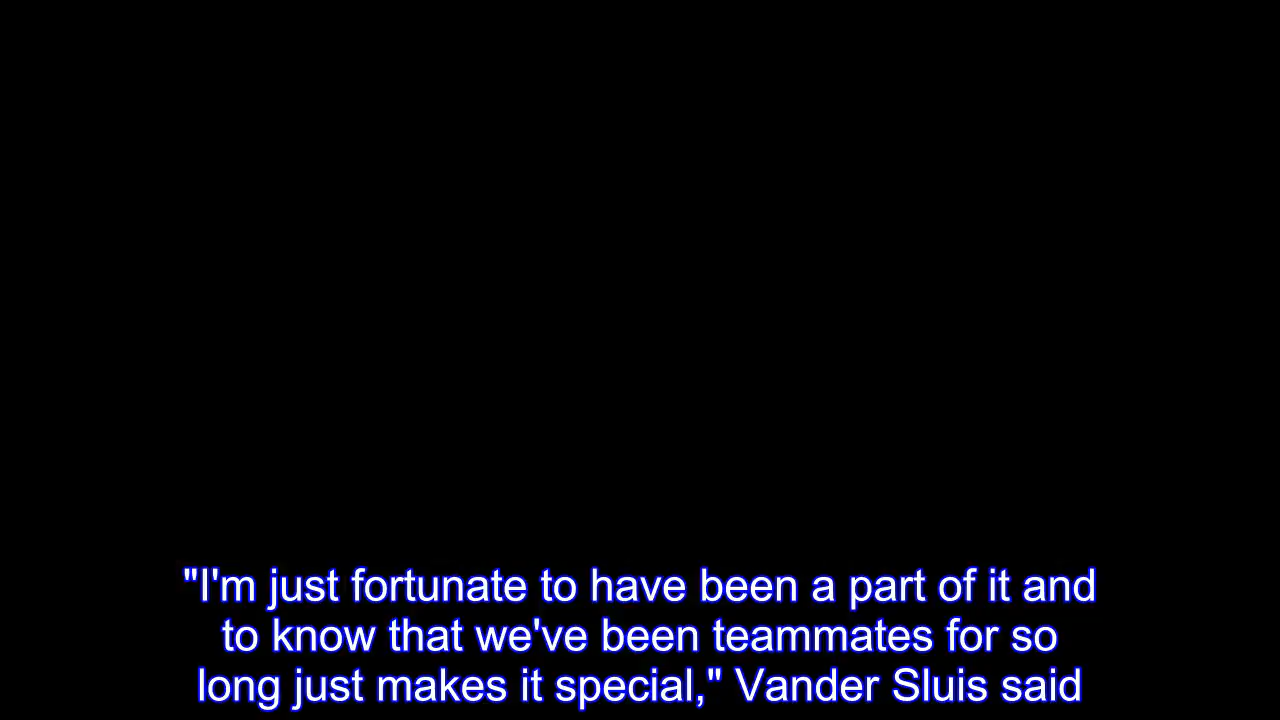 "I'm just fortunate to have been a part of it and
to know that we've been teammates for so
long just makes it special," Vander Sluis said